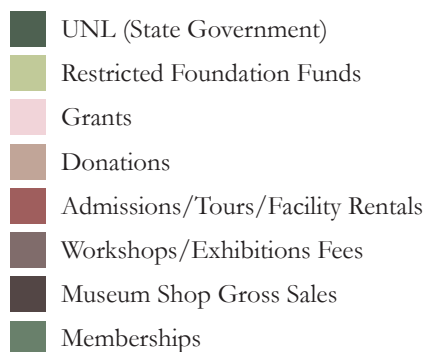 UNL (State Government)
Restricted Foundation Funds
Grants
Donations
Admissions/Tours/Facility Rentals
Workshops/Exhibitions Fees
Museum Shop Gross Sales
Memberships